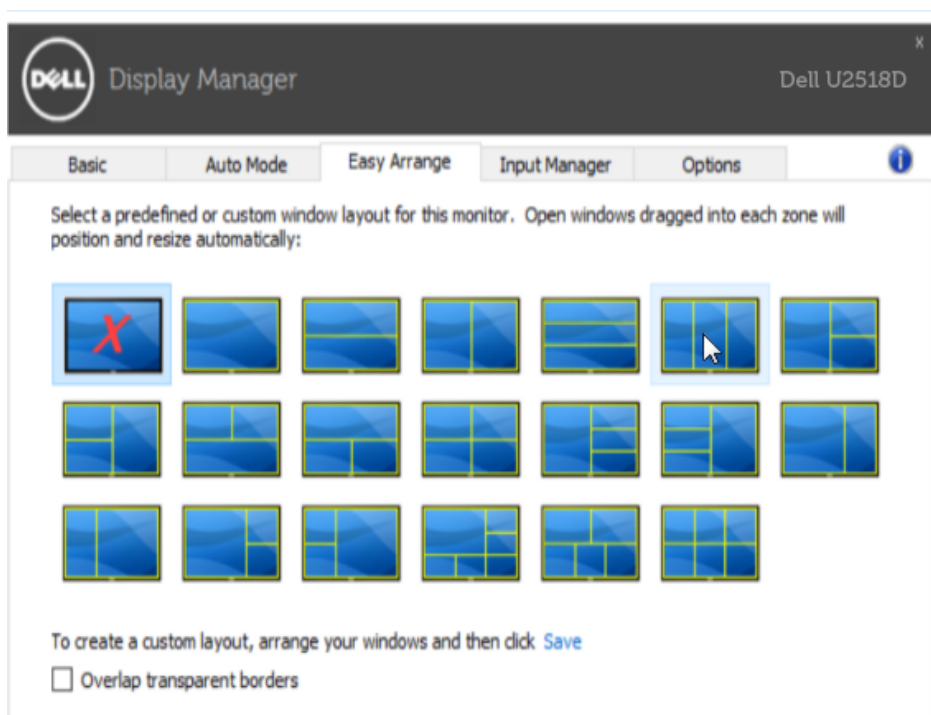 DELL Display Manager
x
Dell U2518D
Basic Auto Mode Easy Arrange Input Manager Options i
Select a predefined or custom window layout for this monitor. Open windows dragged into each zone will
position and resize automatically:
X
To create a custom layout, arrange your windows and then click Save
Overlap transparent borders